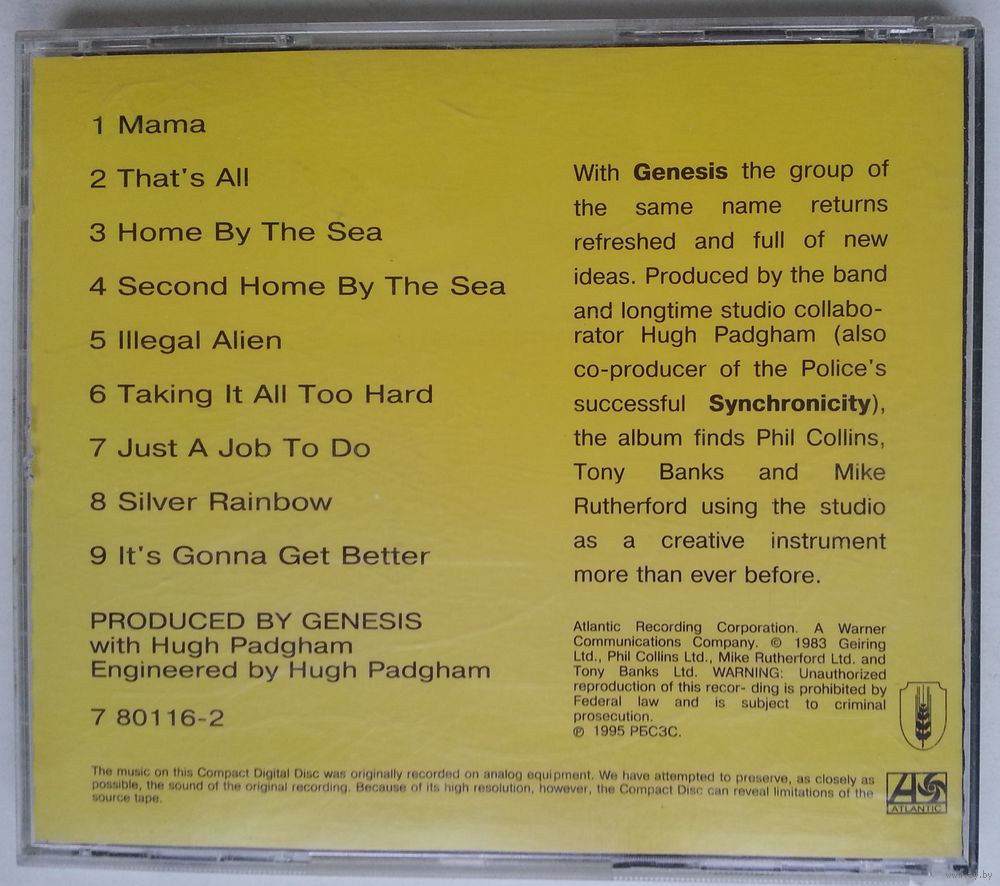 1 Mama
2 That's All
3 Home By The Sea
4 Second Home By The Sea
5 Illegal Alien
6 Taking It All Too Hard
7 Just A Job To Do
8 Silver Rainbow
9 It's Gonna Get Better
PRODUCED BY GENESIS
with Hugh Padgham
Engineered by Hugh Padgham
7 80116-2
With Genesis the group of
the same name returns
refreshed and full of new
ideas. Produced by the band
and longtime studio collabo-
rator Hugh Padgham (also
co-producer of the Police's
successful Synchronicity),
the album finds Phil Collins,
Tony Banks and Mike
Rutherford using the studio
as a creative instrument
more than ever before.
Atlantic Recording Corporation. A Warner
Communications Company. © 1983 Geiring
Ltd., Phil Collins Ltd., Mike Rutherford Ltd. and
Tony Banks Ltd. WARNING: Unauthorized
reproduction of this recor- ding is prohibited by
Federal law and is subject to criminal
prosecution.
℗ 1995 РБСЗС.
The music on this Compact Digital Disc was originally recorded on analog equipment. We have attempted to preserve, as closely as
possible, the sound of the original recording. Because of its high resolution, however, the Compact Disc can reveal limitations of the
source tape.
ATLANTIC